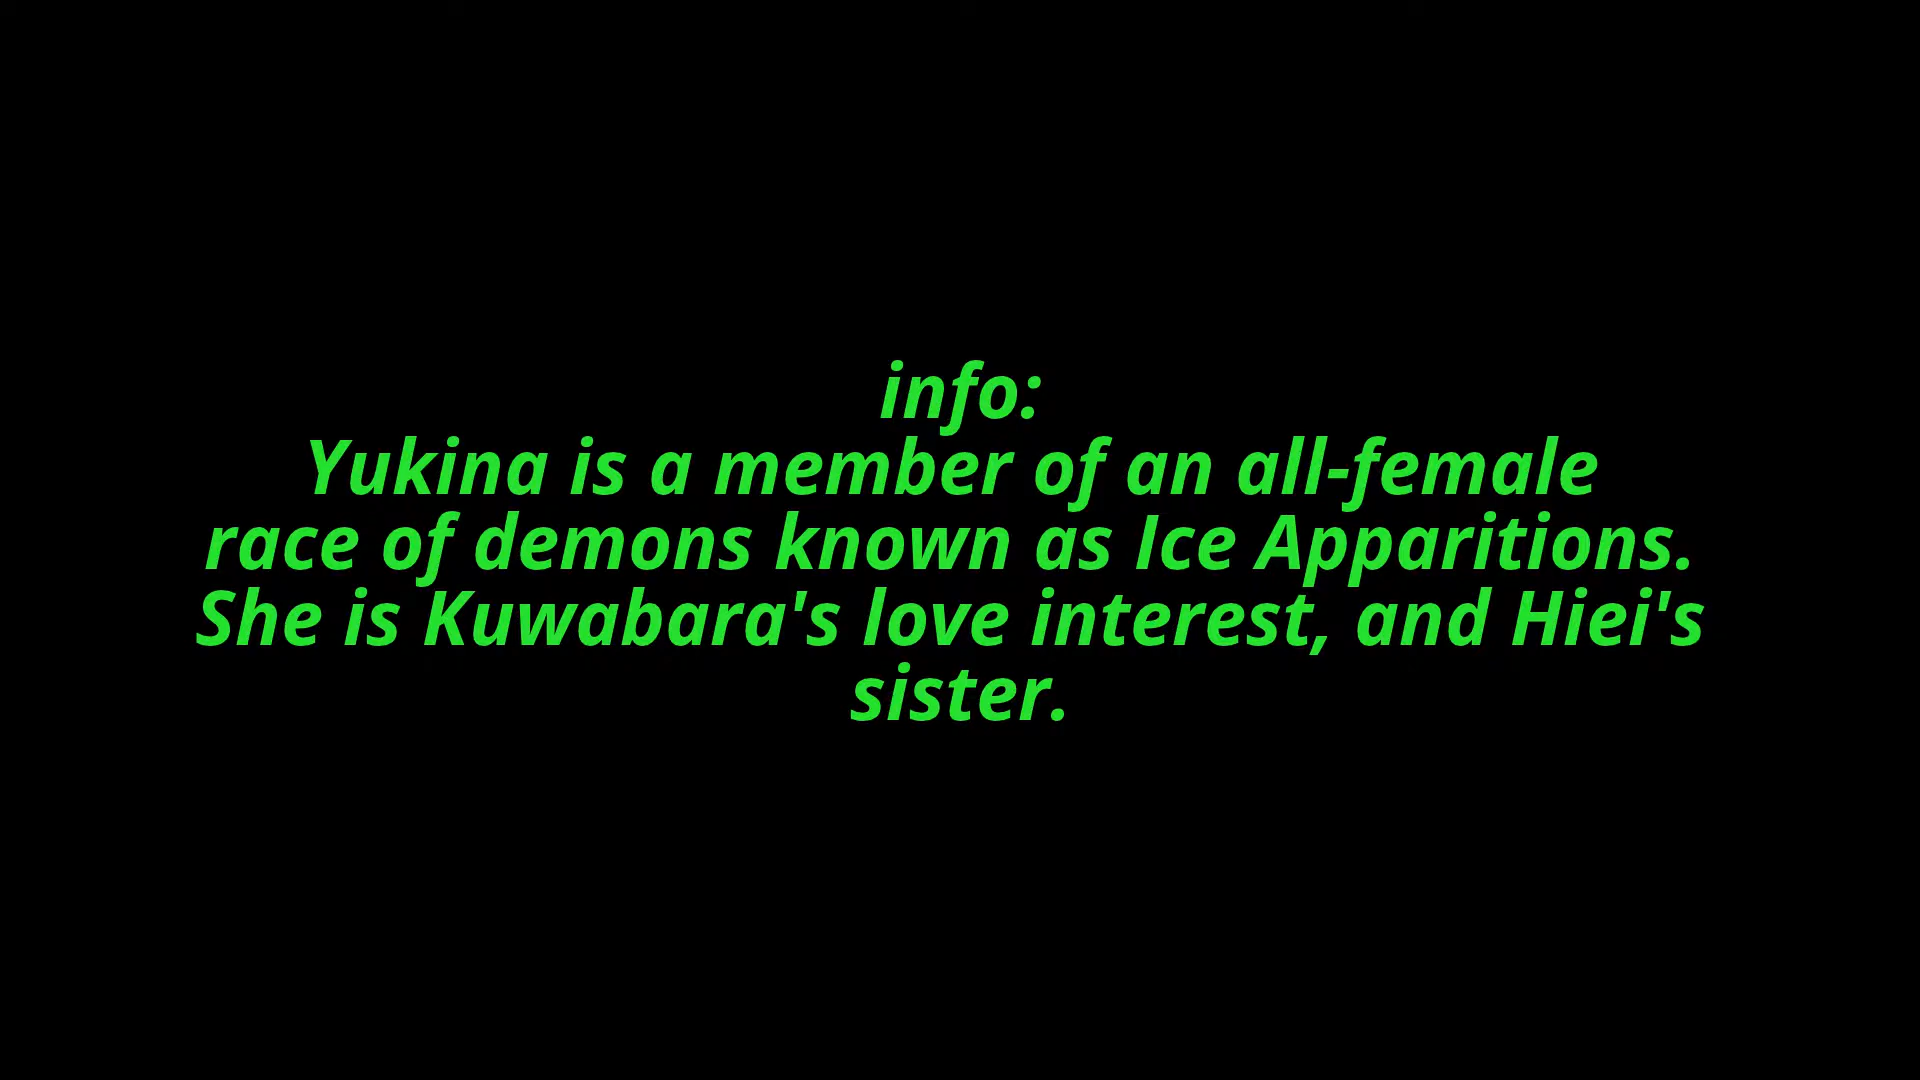 info:
Yukina is a member of an all-female
race of demons known as Ice Apparitions.
She is Kuwabara's love interest, and Hiei's
sister.